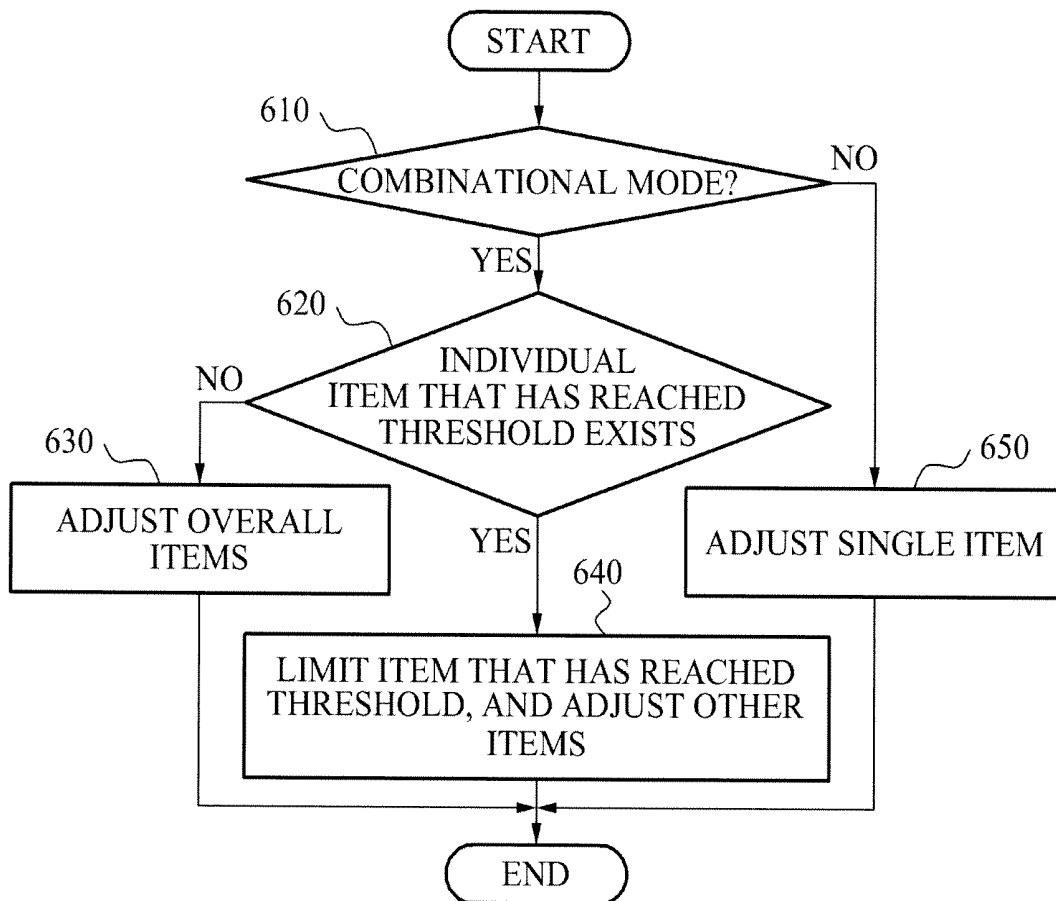 START
610
COMBINATIONAL MODE?
NO
YES
620
INDIVIDUAL
ITEM THAT HAS REACHED
THRESHOLD EXISTS
NO
630
650
ADJUST OVERALL
ITEMS
YES
ADJUST SINGLE ITEM
640
LIMIT ITEM THAT HAS REACHED
THRESHOLD, AND ADJUST OTHER
ITEMS
END